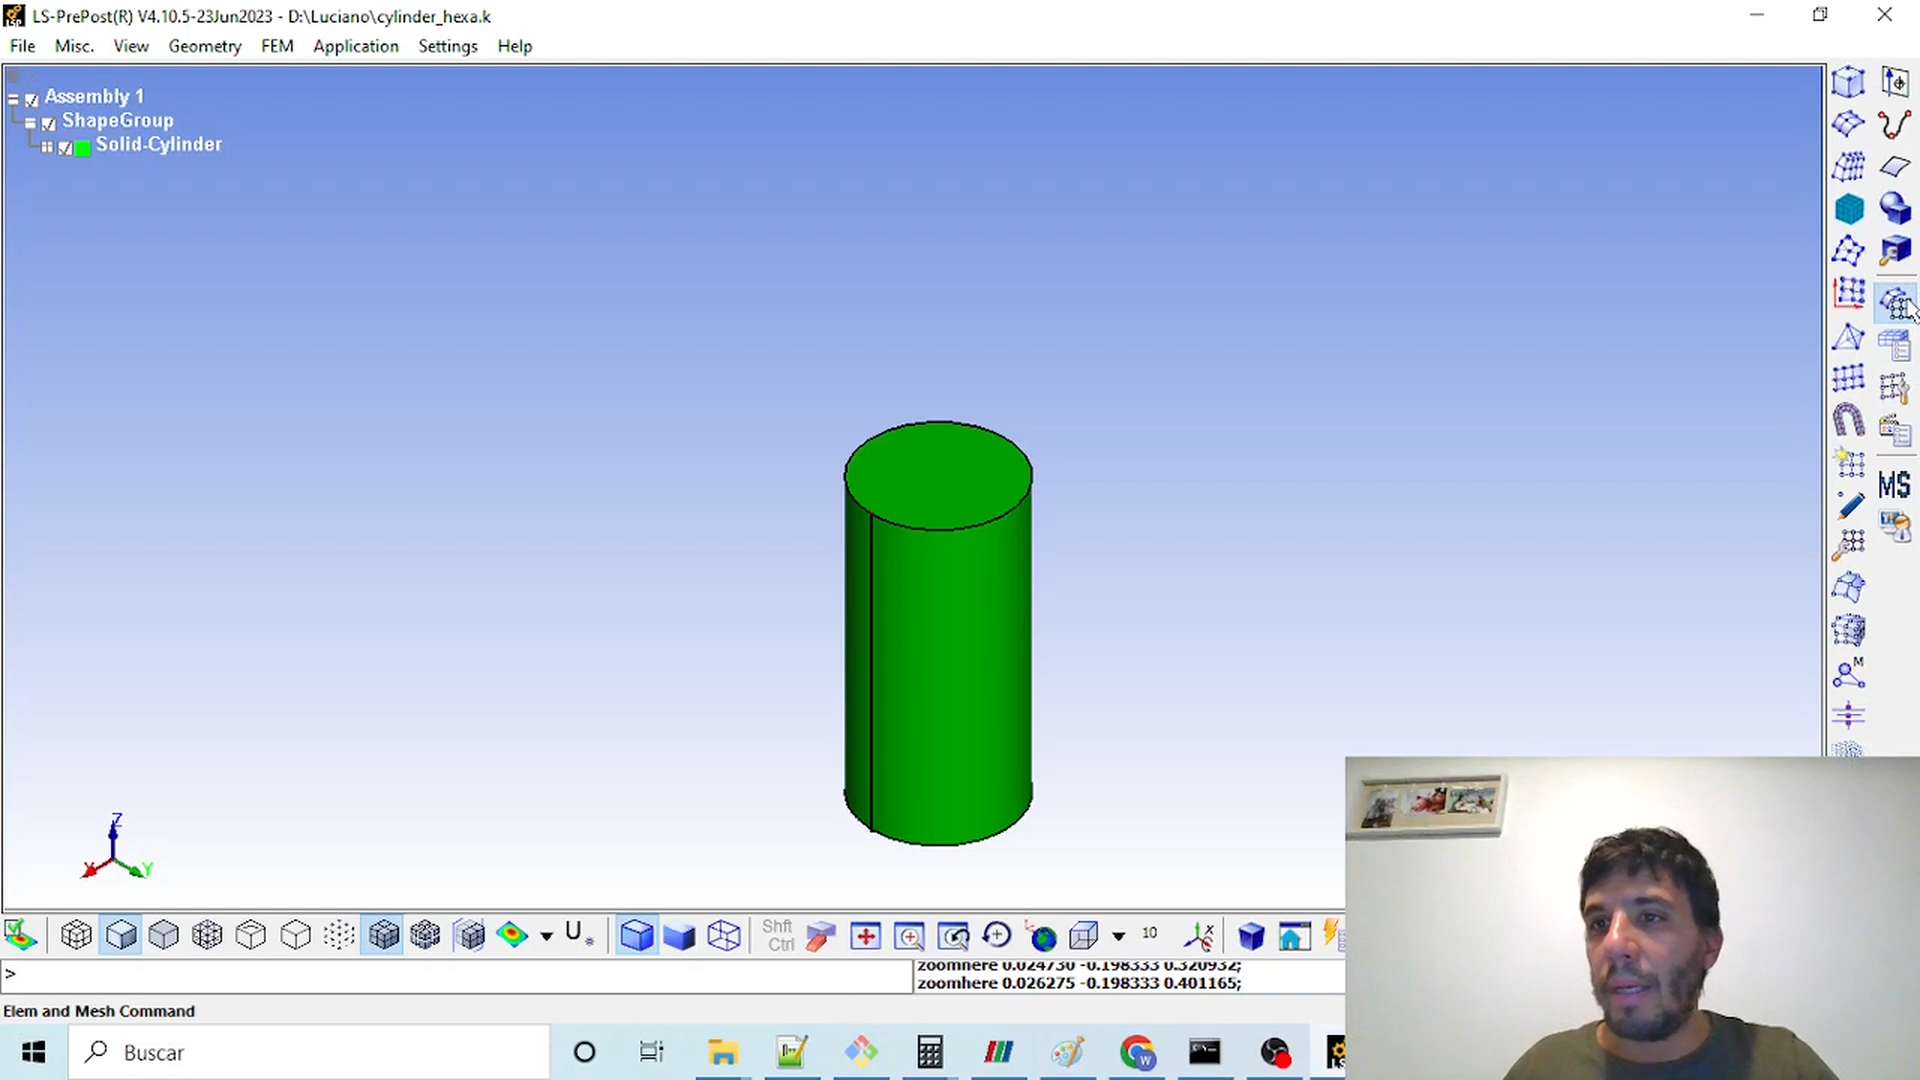 LS-PrePost(R) V4.10.5-23Jun2023 - D:\Luciano\cylinder_hexa.k
File Misc. View Geometry FEM Application Settings Help
Assembly 1
ShapeGroup
Solid-Cylinder
MS
M
Z
X
Y
Shft
Ctrl
10
>
zoomhere 0.024730 -0.198333 0.320932;
zoomhere 0.026275 -0.198333 0.401165;
Elem and Mesh Command
Buscar